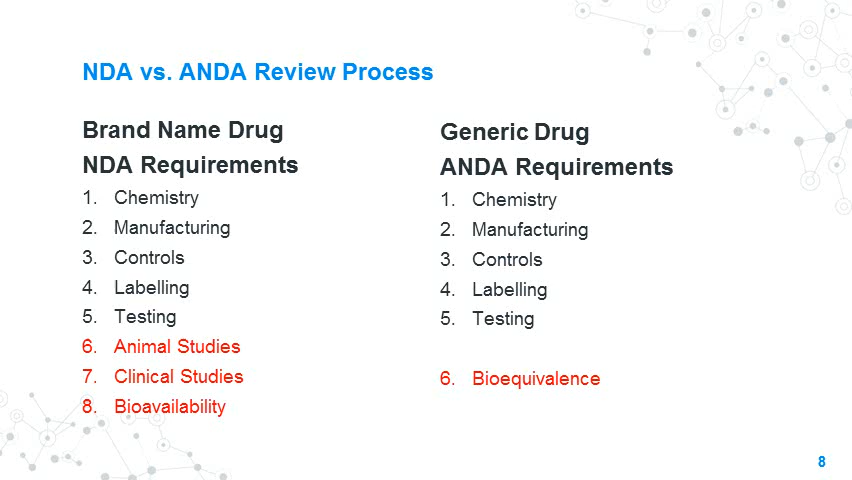 NDA vs. ANDA Review Process
Brand Name Drug
NDA Requirements
1. Chemistry
2. Manufacturing
3. Controls
4. Labelling
5. Testing
6. Animal Studies
7. Clinical Studies
8. Bioavailability
Generic Drug
ANDA Requirements
1. Chemistry
2. Manufacturing
3. Controls
4. Labelling
5. Testing
6. Bioequivalence
8